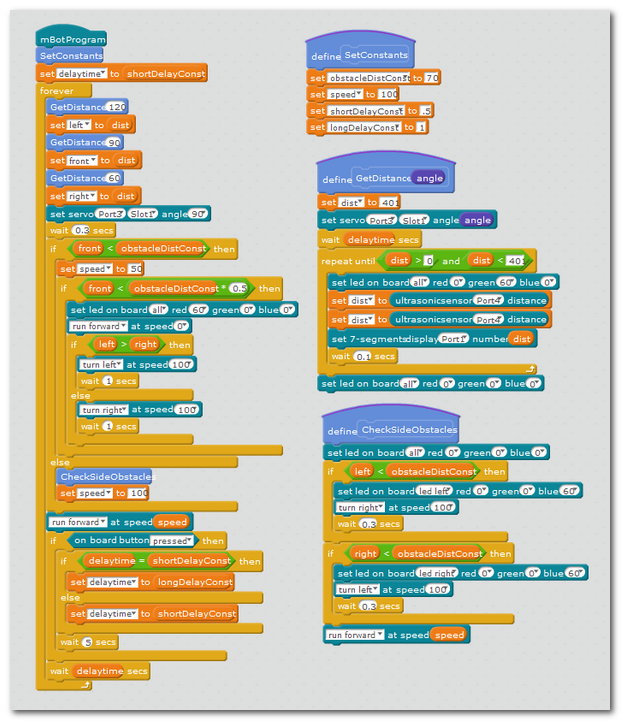 mBotProgram
SetConstants
set delaytime to shortDelayConst
forever
GetDistance 120
set left to dist
GetDistance 90
set front to dist
GetDistance 60
set right to dist
set servo Port3 Slot1 angle 90
wait 0.3 secs
if front < obstacleDistConst then
set speed to 50
if front < obstacleDistConst * 0.5 then
set led on board all red 60 green 0 blue 0
run forward at speed 0
if left > right then
turn left at speed 100
wait 1 secs
else
turn right at speed 100
wait 1 secs
else
CheckSideObstacles
set speed to 100
run forward at speed speed
if on board button pressed then
if delaytime = shortDelayConst then
set delaytime to longDelayConst
else
set delaytime to shortDelayConst
wait 5 secs
wait delaytime secs
define SetConstants
set obstacleDistConst to 70
set speed to 100
set shortDelayConst to .5
set longDelayConst to 1
define GetDistance angle
set dist to 401
set servo Port3 Slot1 angle angle
wait delaytime secs
repeat until dist > 0 and dist < 401
set led on board all red 0 green 60 blue 0
set dist to ultrasonicsensor Port4 distance
set dist to ultrasonicsensor Port4 distance
set 7-segments display Port1 number dist
wait 0.1 secs
set led on board all red 0 green 0 blue 0
define CheckSideObstacles
set led on board all red 0 green 0 blue 0
if left < obstacleDistConst then
set led on board led left red 0 green 0 blue 60
turn right at speed 100
wait 0.3 secs
if right < obstacleDistConst then
set led on board led right red 0 green 0 blue 60
turn left at speed 100
wait 0.3 secs
run forward at speed speed